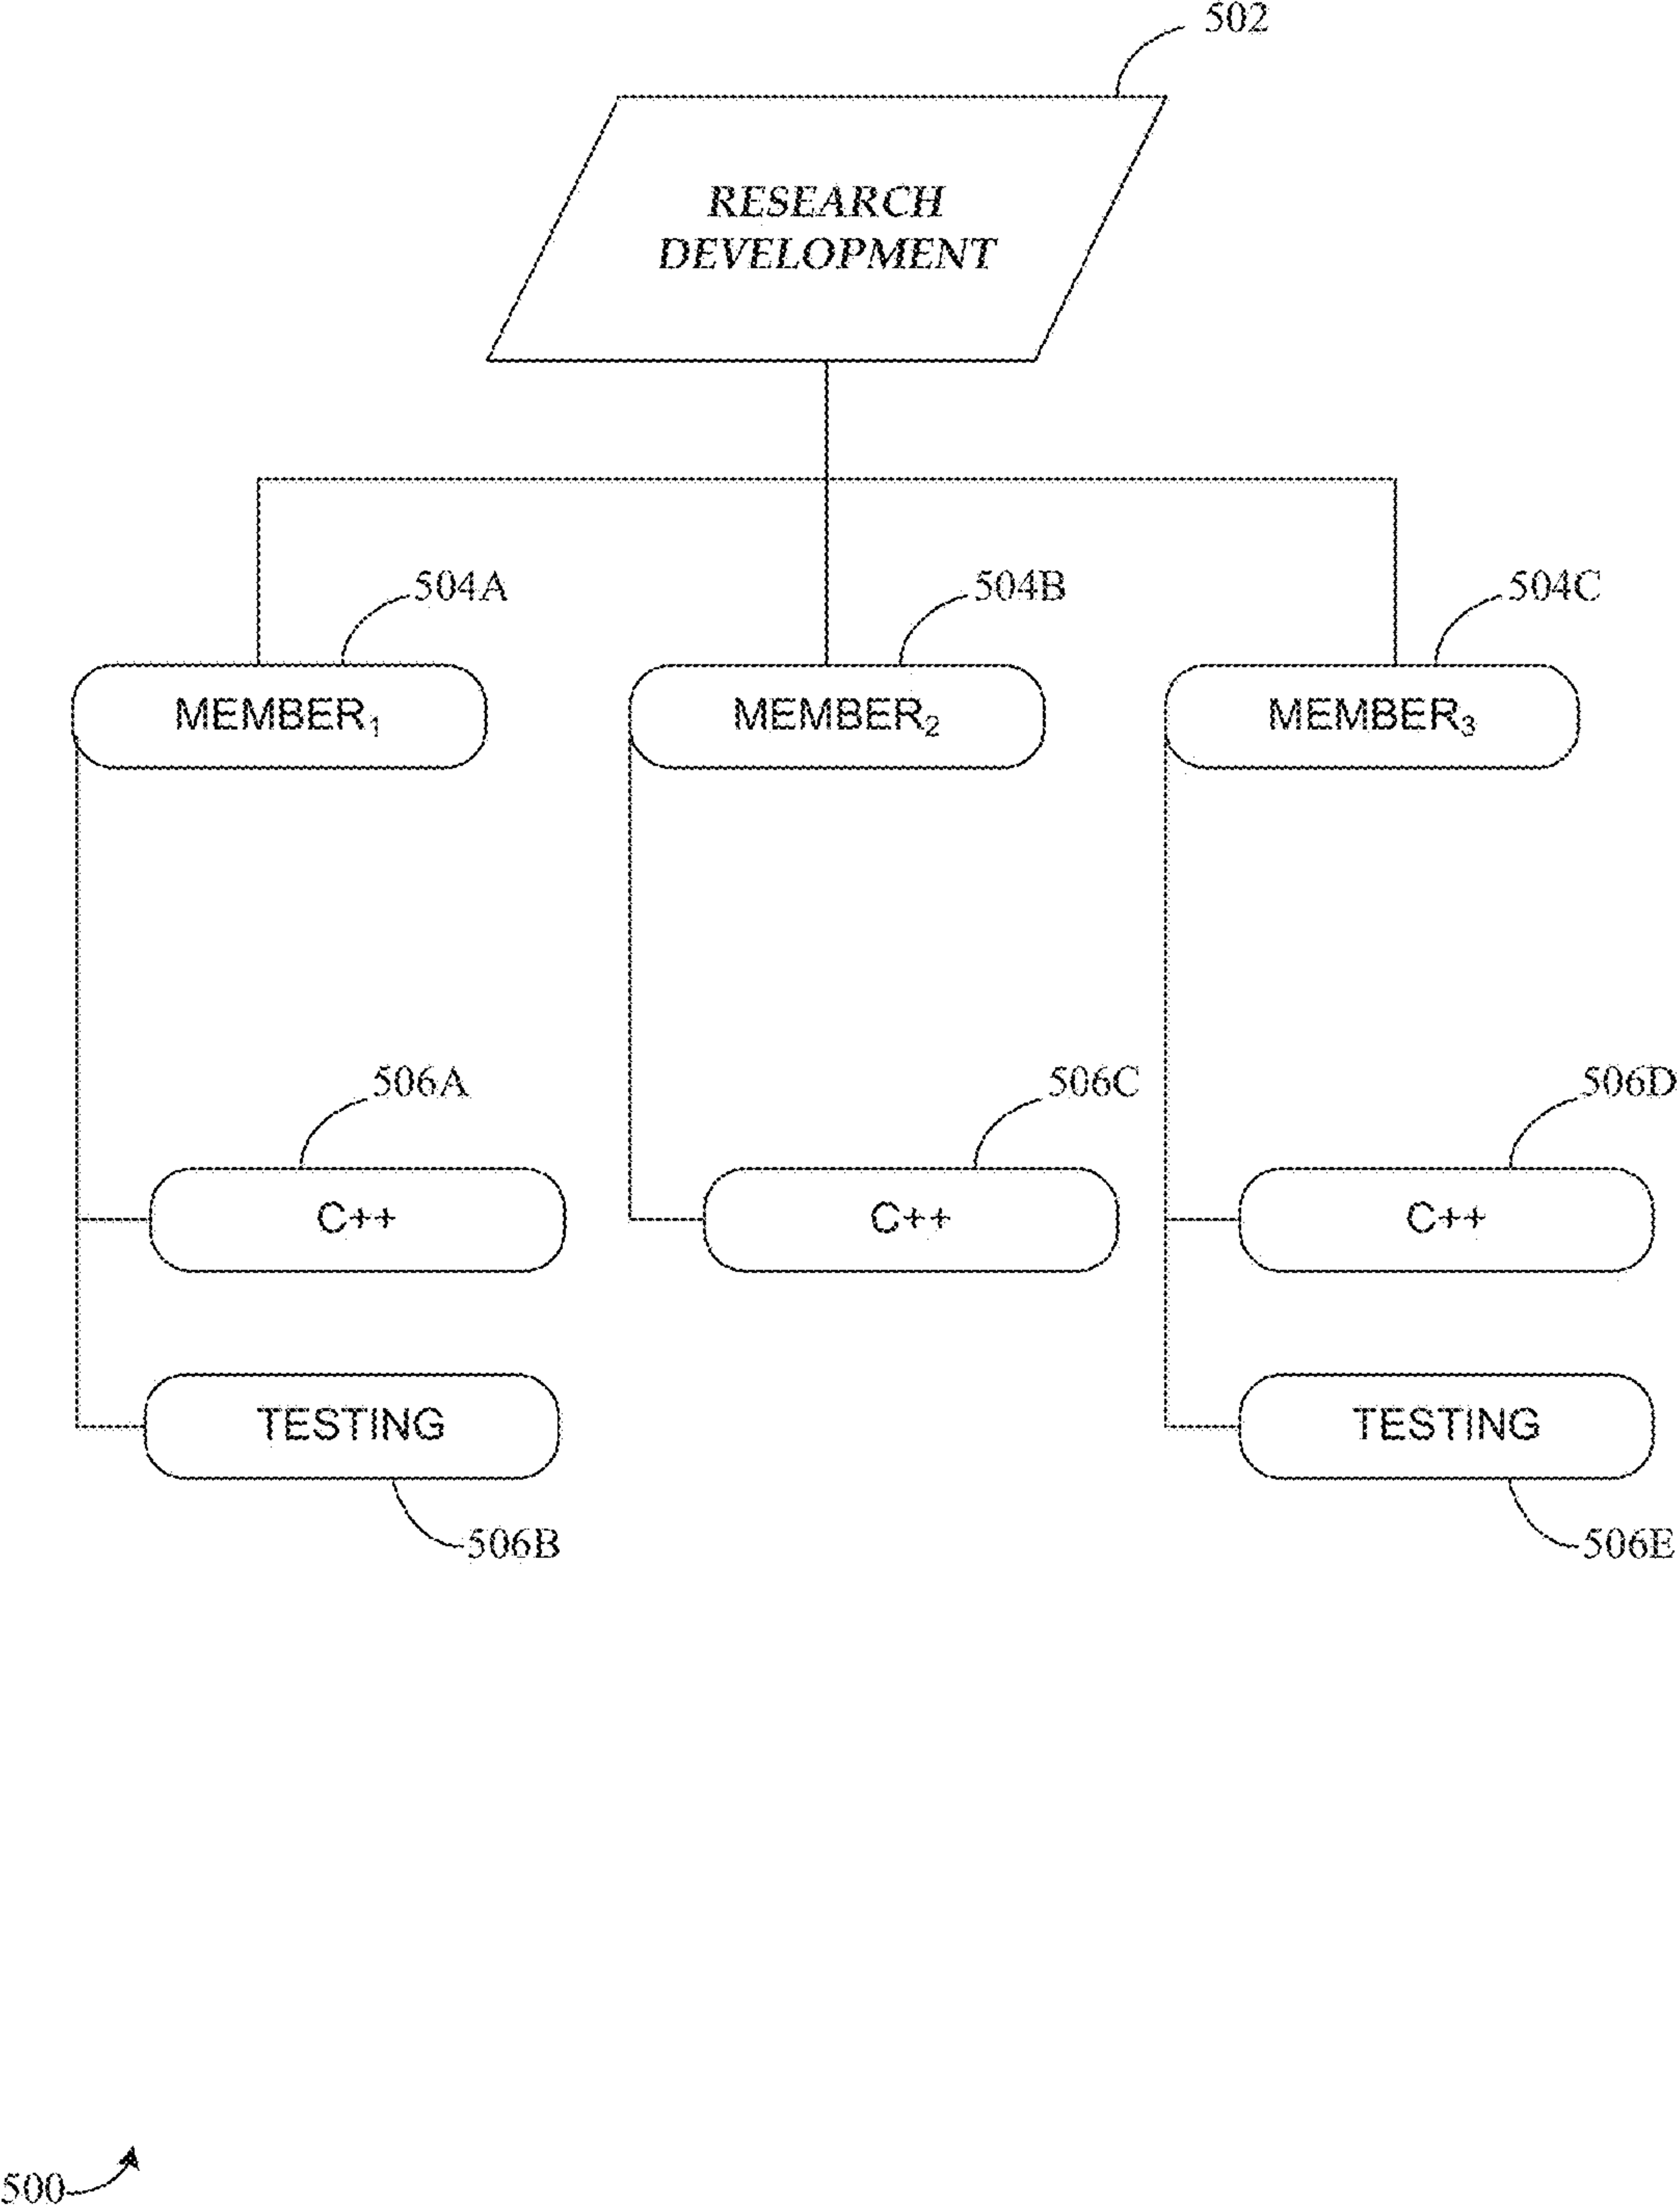 502
RESEARCH
DEVELOPMENT
504A
504B
504C
MEMBER₁
MEMBER₂
MEMBER₃
506A
506C
506D
C++
C++
C++
TESTING
TESTING
506B
506E
500